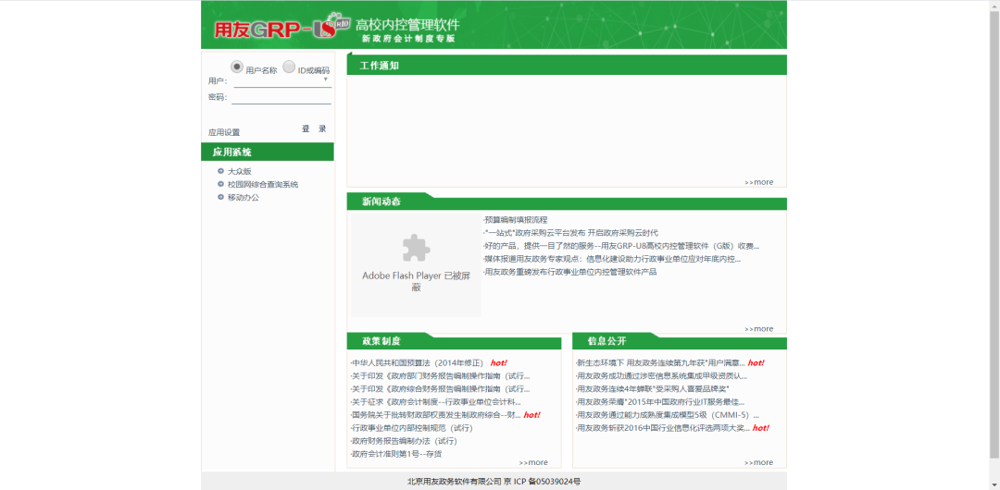 用友GRP-U8 R10 高校内控管理软件
新政府会计制度专版
用户名称 ID或编码
用户:
密码:
应用设置 登 录
应用系统
大众版
校园网综合查询系统
移动办公
工作通知
>>more
新闻动态
Adobe Flash Player 已被屏蔽
·预算编制填报流程
·"一站式"政府采购云平台发布 开启政府采购云时代
·好的产品，提供一目了然的服务--用友GRP-U8高校内控管理软件（G版）收费...
·媒体报道用友政务专家观点：信息化建设助力行政事业单位应对年底内控...
·用友政务重磅发布行政事业单位内控管理软件产品
>>more
政策制度
·中华人民共和国预算法（2014年修正） hot!
·关于印发《政府部门财务报告编制操作指南（试行...
·关于印发《政府综合财务报告编制操作指南（试行...
·关于征求《政府会计制度--行政事业单位会计科...
·国务院关于批转财政部权责发生制政府综合--财... hot!
·行政事业单位内部控制规范（试行）
·政府财务报告编制办法（试行）
·政府会计准则第1号--存货
>>more
信息公开
·新生态环境下 用友政务连续第九年获"用户满意... hot!
·用友政务成功通过涉密信息系统集成甲级资质认...
·用友政务连续4年蝉联"受采购人喜爱品牌奖"
·用友政务荣膺"2015年中国政府行业IT服务最佳...
·用友政务通过能力成熟度集成模型5级（CMMI-5）...
·用友政务斩获2016中国行业信息化评选两项大奖... hot!
>>more
北京用友政务软件有限公司 京 ICP 备05039024号